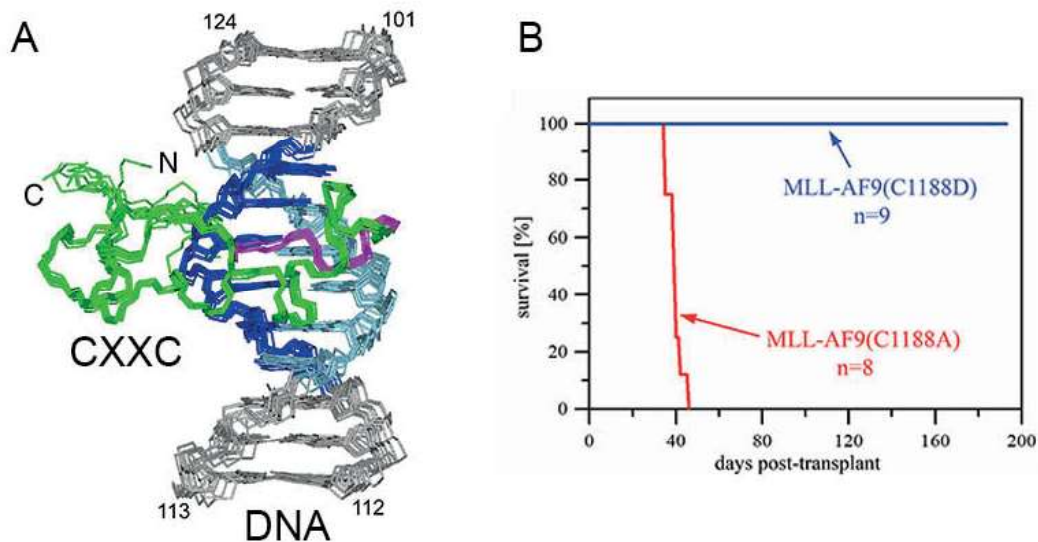 A
124
101
N
C
CXXC
113
112
DNA
B
100
80
60
40
20
0
survival [%]
MLL-AF9(C1188D)
n=9
MLL-AF9(C1188A)
n=8
0 40 80 120 160 200
days post-transplant